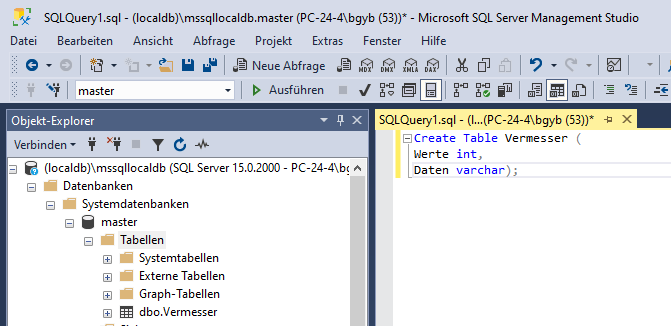 SQLQuery1.sql - (localdb)\mssqllocaldb.master (PC-24-4\bgyb (53))* - Microsoft SQL Server Management Studio
Datei Bearbeiten Ansicht Projekt Extras Fenster Hilfe
Neue Abfrage MDX DMX XMLA DAX
master Ausführen
Objekt-Explorer
Verbinden
(localdb)\mssqllocaldb (SQL Server 15.0.2000 - PC-24-4\bg
Datenbanken
Systemdatenbanken
master
Tabellen
Systemtabellen
Externe Tabellen
Graph-Tabellen
dbo.Vermesser
SQLQuery1.sql - (l...(PC-24-4\bgyb (53))*
Create Table Vermesser (
Werte int,
Daten varchar);